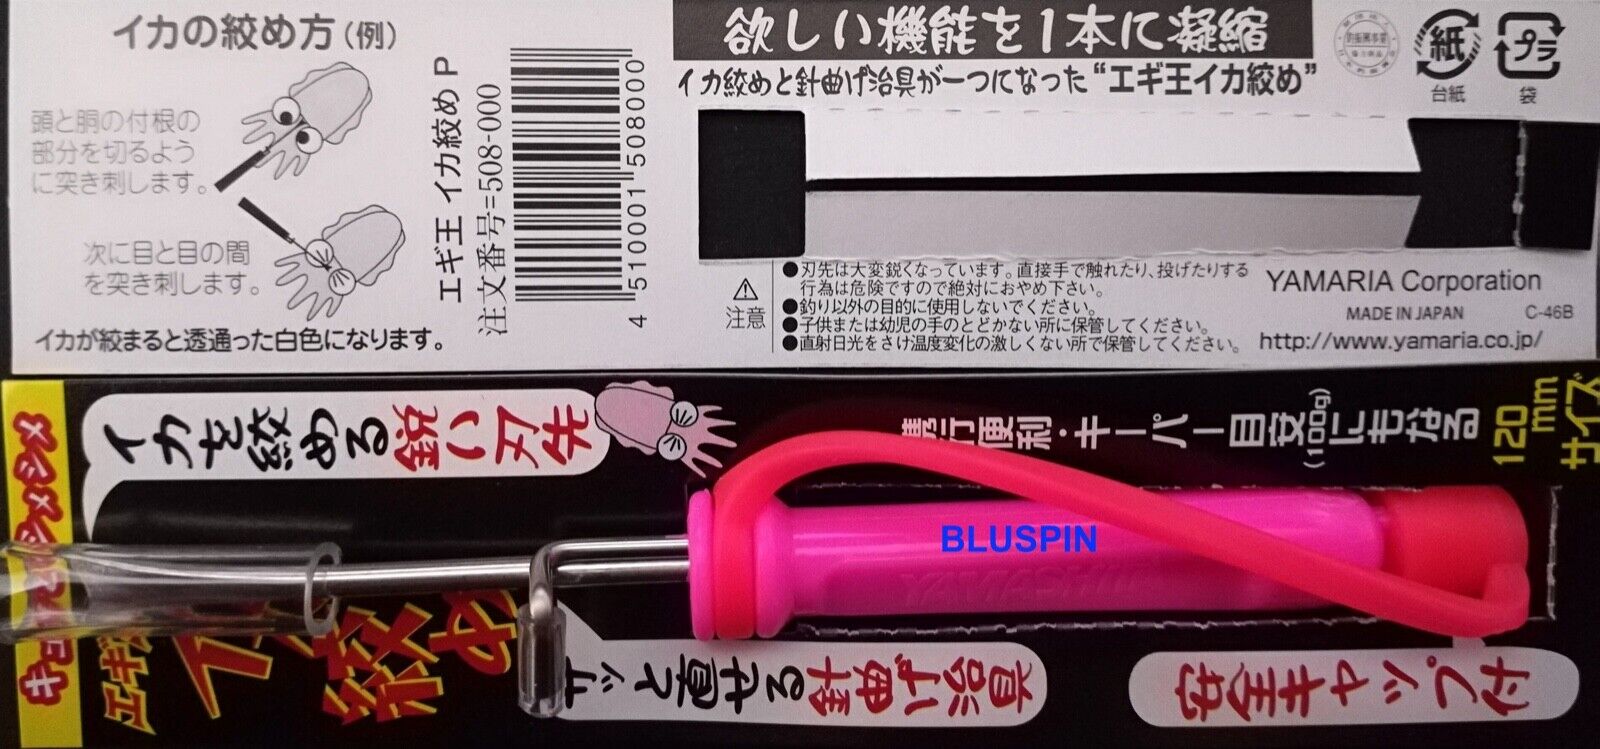 イカの絞め方(例)
頭と胴の付根の
部分を切るよう
に突き刺します。
次に目と目の間
を突き刺します。
イカが絞まると透通った白色になります。
エギ王 イカ絞め P
注文番号=508-000
4 510001 508000
欲しい機能を1本に凝縮
イカ絞めと針曲げ治具が一つになった“エギ王イカ絞め”
紙
台紙
プラ
袋
注意
●刃先は大変鋭くなっています。直接手で触れたり、投げたりする
行為は危険ですので絶対におやめ下さい。
●釣り以外の目的に使用しないでください。
●子供または幼児の手のとどかない所に保管してください。
●直射日光をさけ温度変化の激しくない所で保管してください。
YAMARIA Corporation
MADE IN JAPAN C-46B
http://www.yamaria.co.jp/
イカを絞める鋭い刃先
携行便利・キーパー目安(100g)にもなる
120mm
サイズ
BLUSPIN
YAMASHITA
エギ王
イカ絞め
サッと直せる針曲げ治具
安全キャップ付